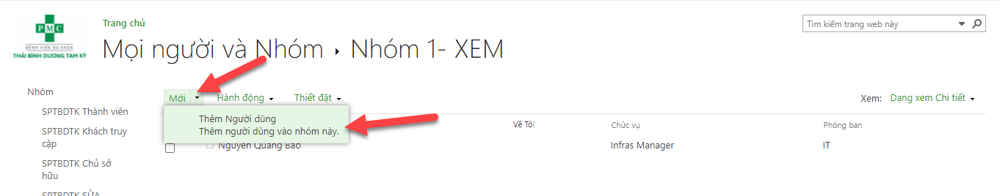 PMC
BỆNH VIỆN ĐA KHOA
THÁI BÌNH DƯƠNG TAM KỲ
Trang chủ
Tìm kiếm trang web này
Mọi người và Nhóm ▸ Nhóm 1- XEM
Nhóm
SPTBDTK Thành viên
SPTBDTK Khách truy
cập
SPTBDTK Chủ sở
hữu
SPTBDTK SỬA
Mới Hành động Thiết đặt
Xem: Dạng xem Chi tiết
Thêm Người dùng
Thêm người dùng vào nhóm này.
Về Tôi Chức vụ Phòng ban
Nguyen Quang Bao Infras Manager IT